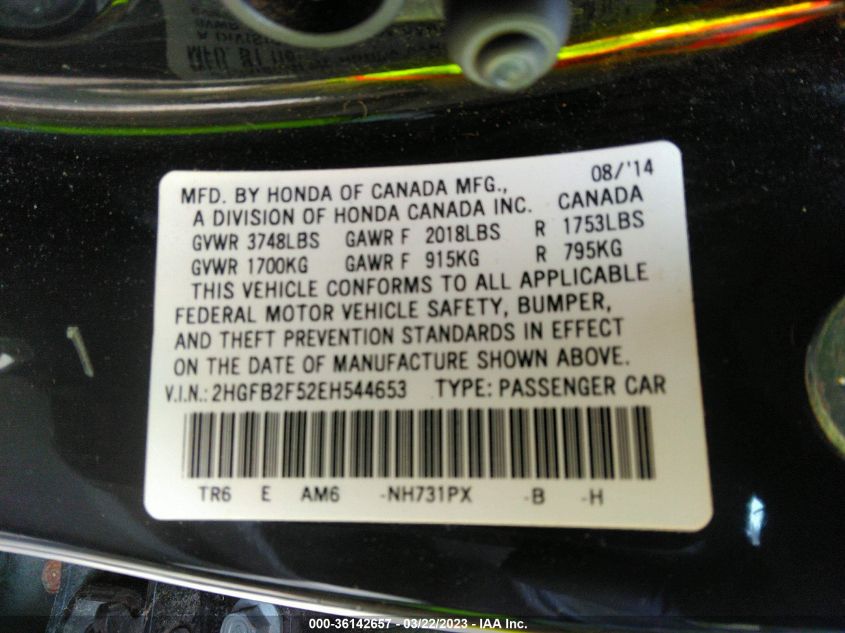 08/'14
MFD. BY HONDA OF CANADA MFG.,
A DIVISION OF HONDA CANADA INC. CANADA
GVWR 3748LBS GAWR F 2018LBS R 1753LBS
GVWR 1700KG GAWR F 915KG R 795KG
THIS VEHICLE CONFORMS TO ALL APPLICABLE
FEDERAL MOTOR VEHICLE SAFETY, BUMPER,
AND THEFT PREVENTION STANDARDS IN EFFECT
ON THE DATE OF MANUFACTURE SHOWN ABOVE.
V.I.N.: 2HGFB2F52EH544653 TYPE: PASSENGER CAR
TR6 E AM6 -NH731PX -B -H
000-36142657 - 03/22/2023 - IAA Inc.